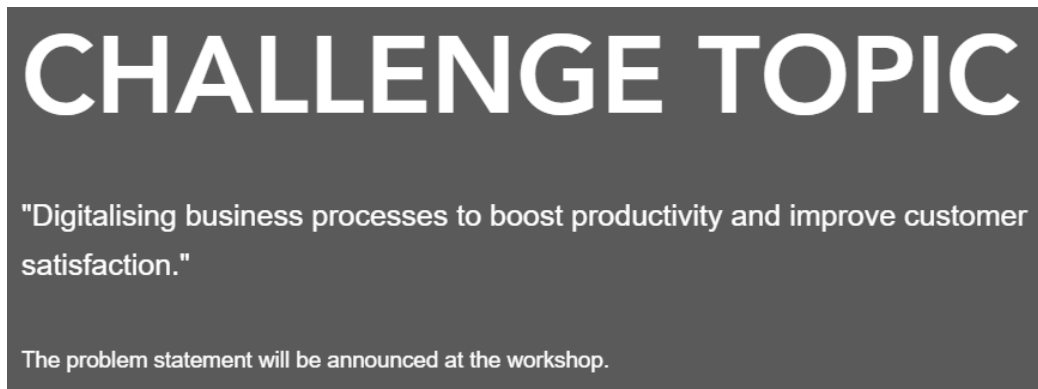 CHALLENGE TOPIC
"Digitalising business processes to boost productivity and improve customer
satisfaction."
The problem statement will be announced at the workshop.